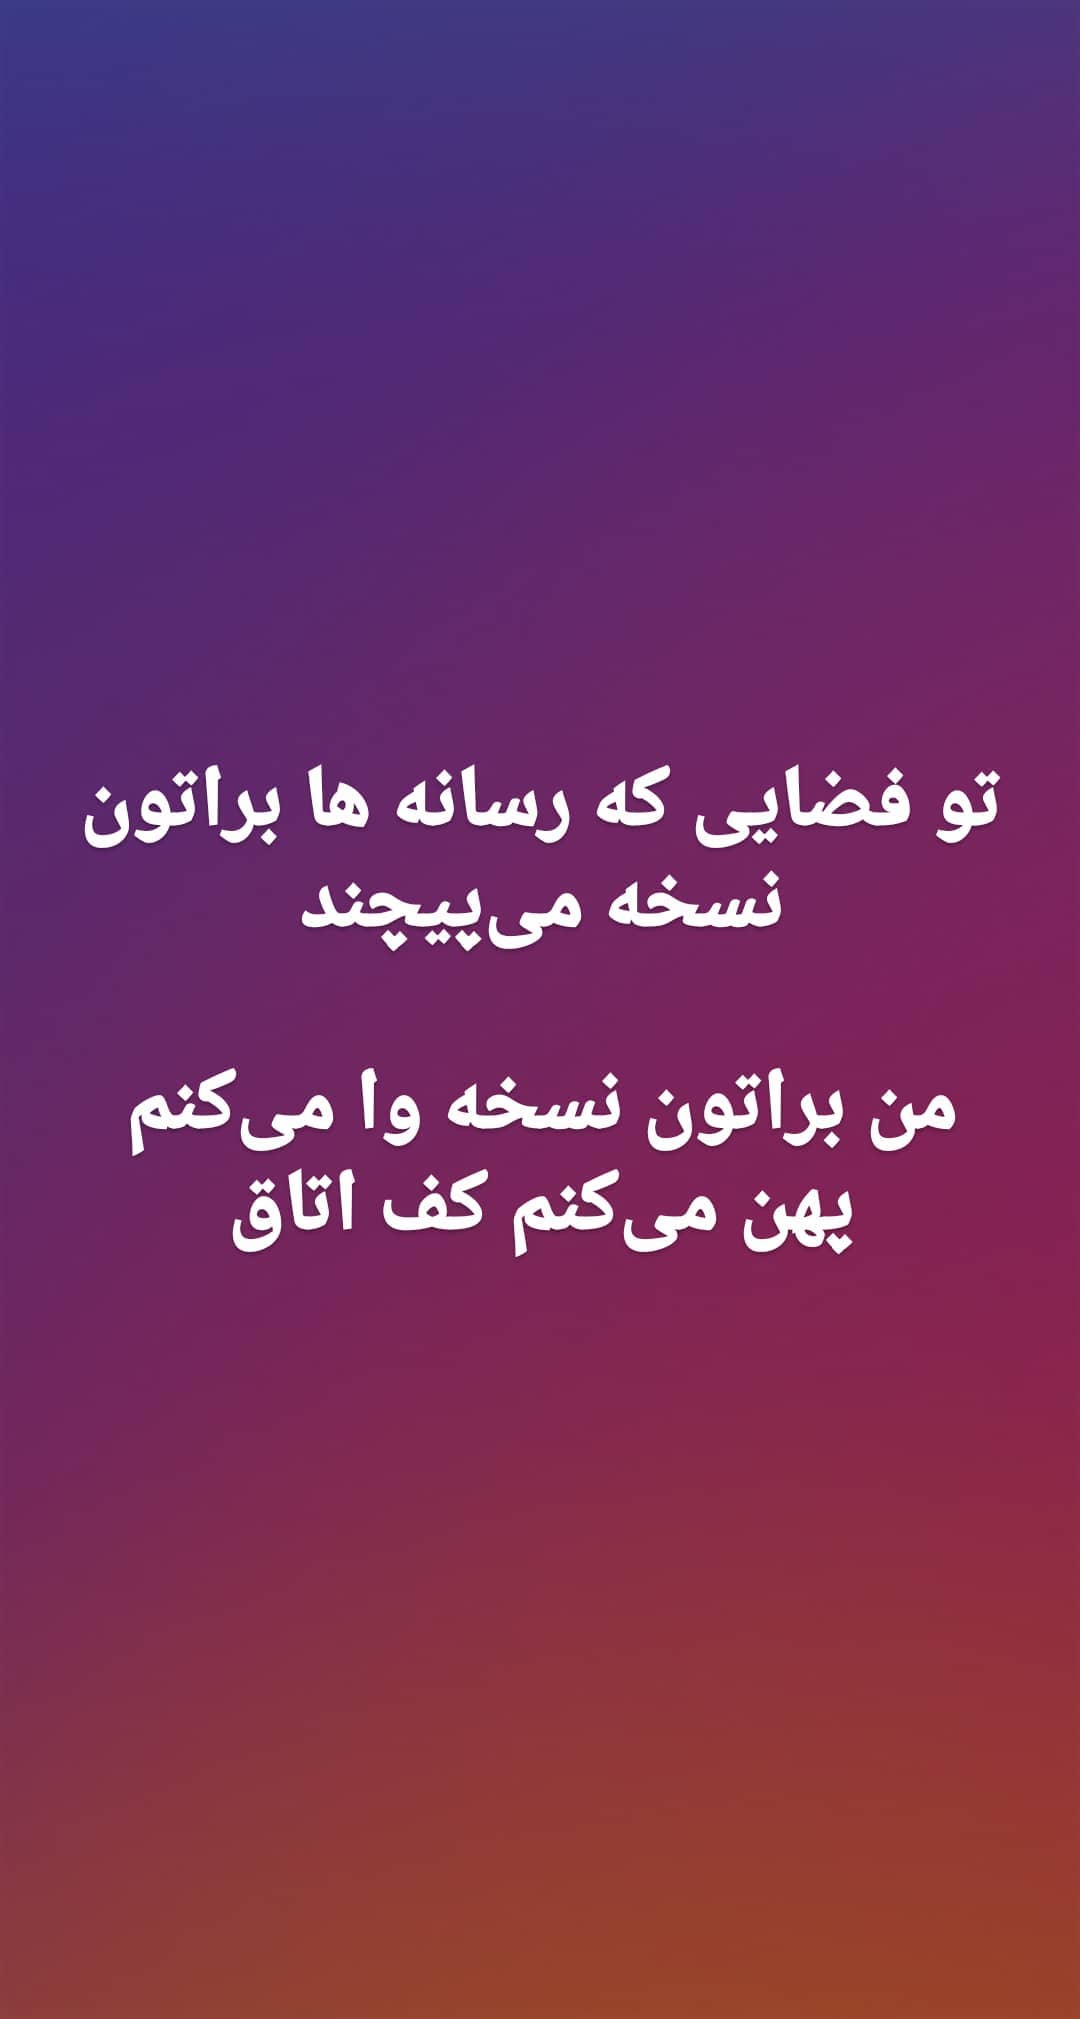 تو فضایی که رسانه ها براتون
نسخه می‌پیچند
من براتون نسخه وا می‌کنم
پهن می‌کنم کف اتاق